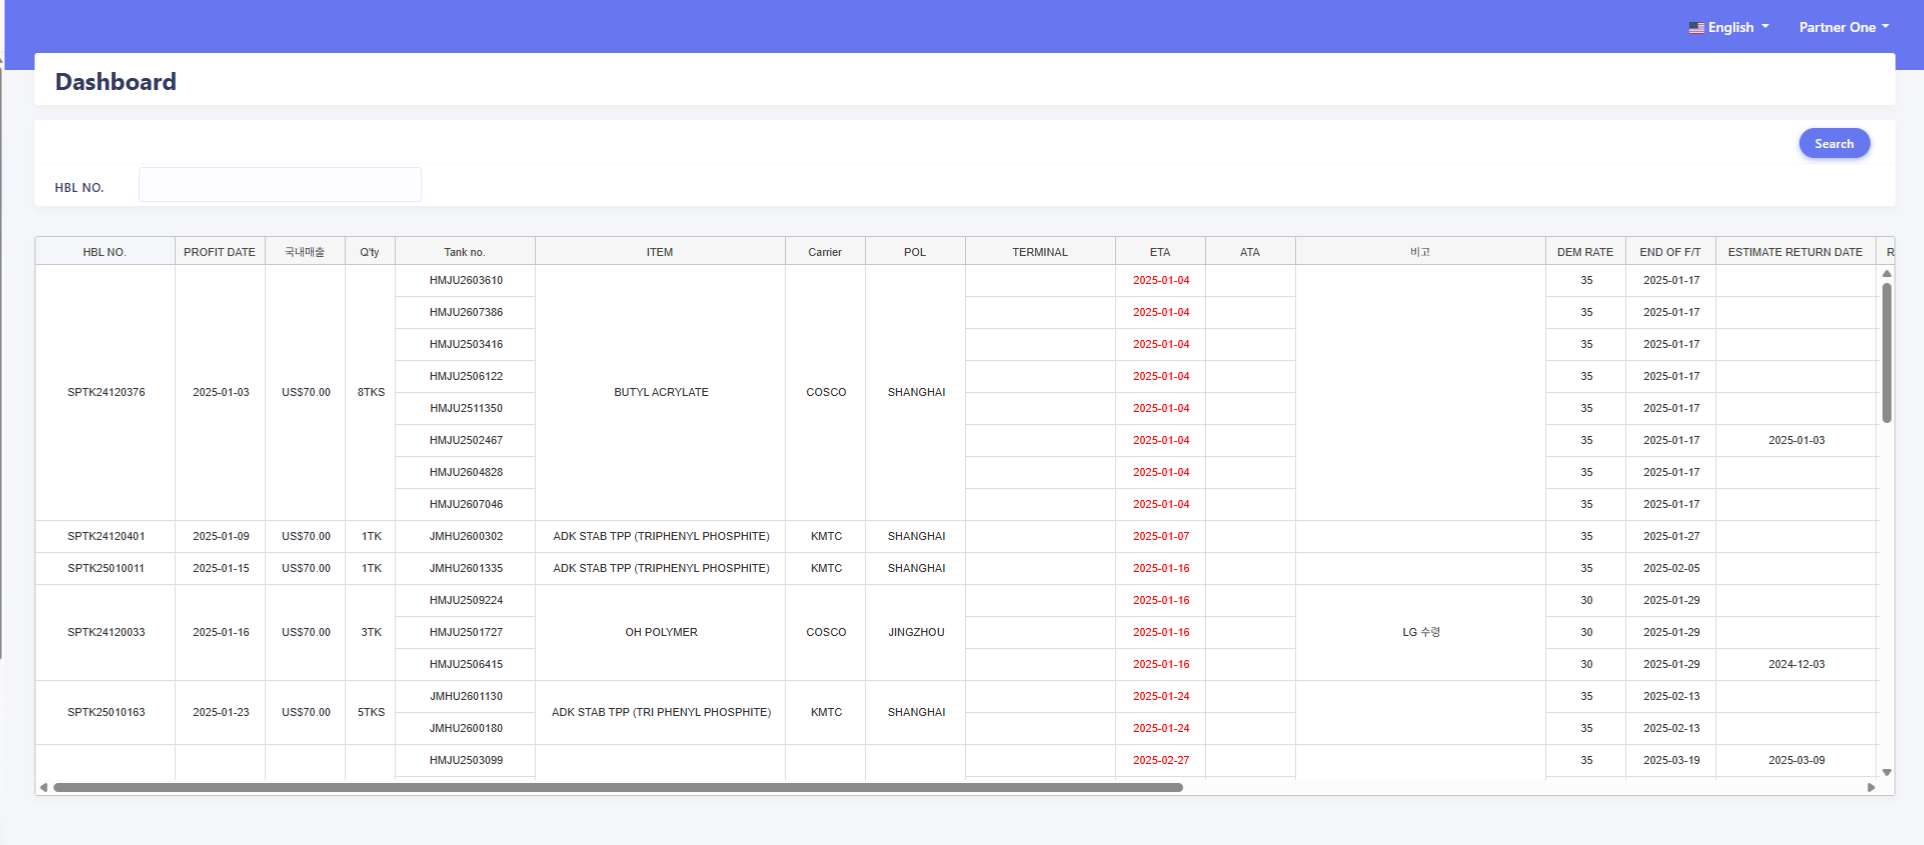 English
Partner One
Dashboard
Search
HBL NO.
HBL NO. PROFIT DATE 국내매출 Q'ty Tank no. ITEM Carrier POL TERMINAL ETA ATA 비고 DEM RATE END OF F/T ESTIMATE RETURN DATE R
HMJU2603610 2025-01-04 35 2025-01-17
HMJU2607386 2025-01-04 35 2025-01-17
HMJU2503416 2025-01-04 35 2025-01-17
HMJU2506122 2025-01-04 35 2025-01-17
SPTK24120376 2025-01-03 US$70.00 8TKS BUTYL ACRYLATE COSCO SHANGHAI
HMJU2511350 2025-01-04 35 2025-01-17
HMJU2502467 2025-01-04 35 2025-01-17 2025-01-03
HMJU2604828 2025-01-04 35 2025-01-17
HMJU2607046 2025-01-04 35 2025-01-17
SPTK24120401 2025-01-09 US$70.00 1TK JMHU2600302 ADK STAB TPP (TRIPHENYL PHOSPHITE) KMTC SHANGHAI 2025-01-07 35 2025-01-27
SPTK25010011 2025-01-15 US$70.00 1TK JMHU2601335 ADK STAB TPP (TRIPHENYL PHOSPHITE) KMTC SHANGHAI 2025-01-16 35 2025-02-05
HMJU2509224 2025-01-16 30 2025-01-29
SPTK24120033 2025-01-16 US$70.00 3TK HMJU2501727 OH POLYMER COSCO JINGZHOU 2025-01-16 LG 수령 30 2025-01-29
HMJU2506415 2025-01-16 30 2025-01-29 2024-12-03
JMHU2601130 2025-01-24 35 2025-02-13
SPTK25010163 2025-01-23 US$70.00 5TKS ADK STAB TPP (TRI PHENYL PHOSPHITE) KMTC SHANGHAI
JMHU2600180 2025-01-24 35 2025-02-13
HMJU2503099 2025-02-27 35 2025-03-19 2025-03-09